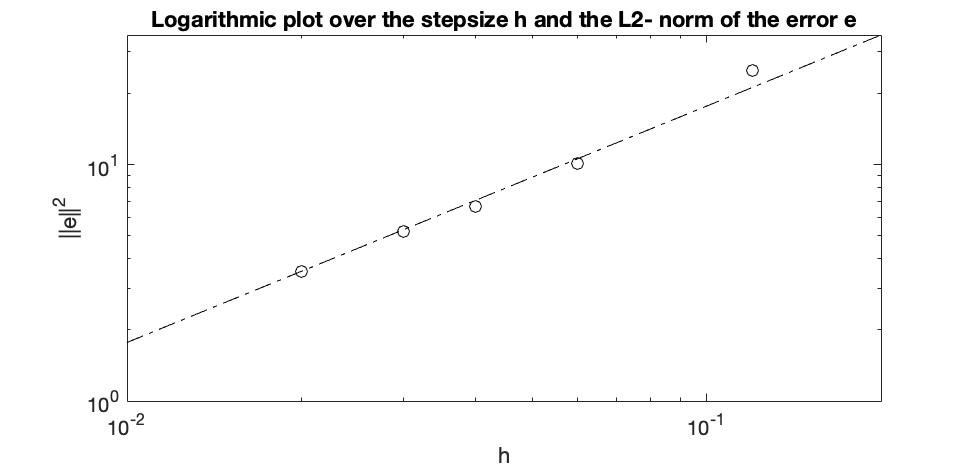 Logarithmic plot over the stepsize h and the L2- norm of the error e
10^1
||e||^2
10^0
10^-2
10^-1
h